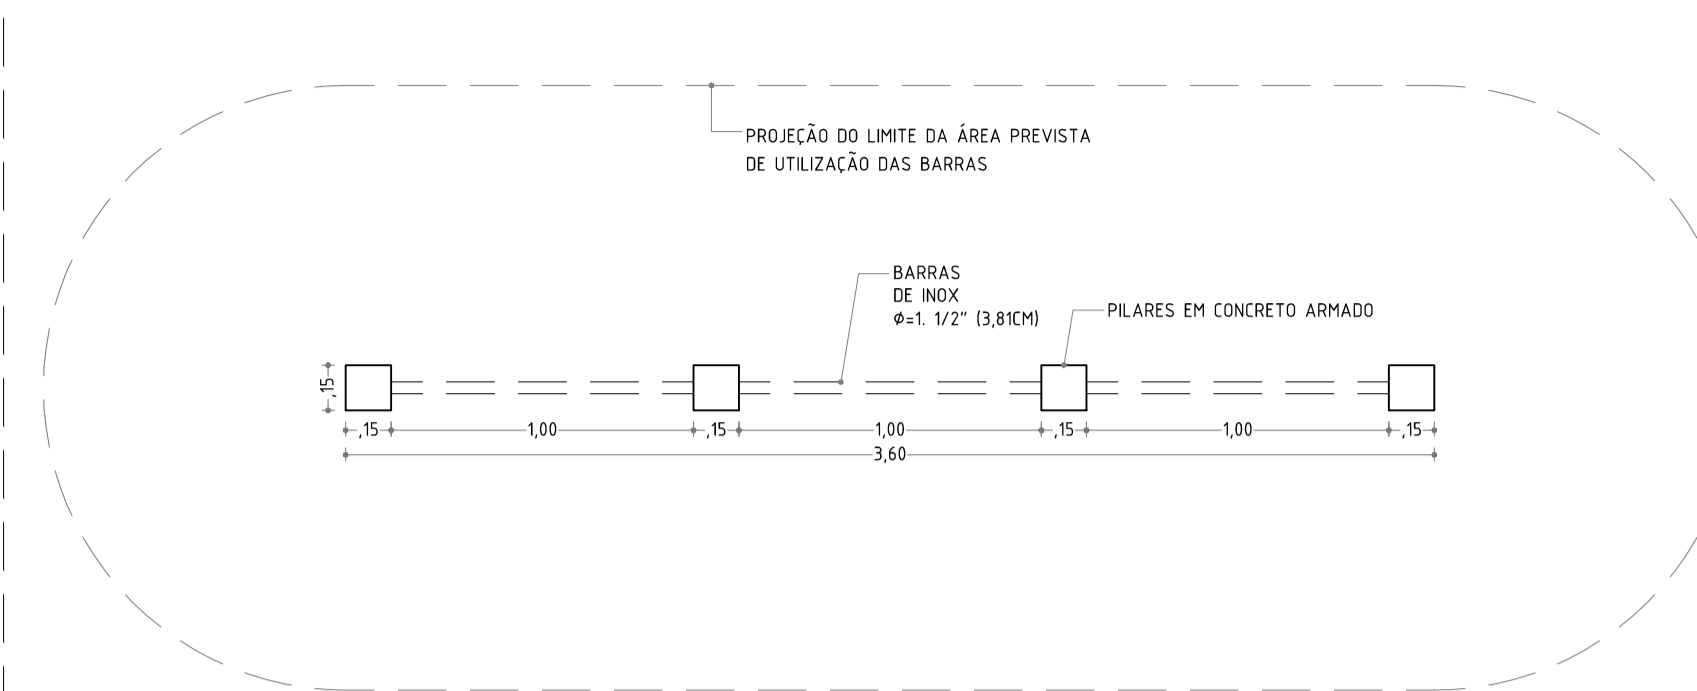 PROJEÇÃO DO LIMITE DA ÁREA PREVISTA
DE UTILIZAÇÃO DAS BARRAS
BARRAS
DE INOX
Ø=1. 1/2" (3,81CM)
PILARES EM CONCRETO ARMADO
,15
,15 1,00 ,15 1,00 ,15 1,00 ,15
3,60